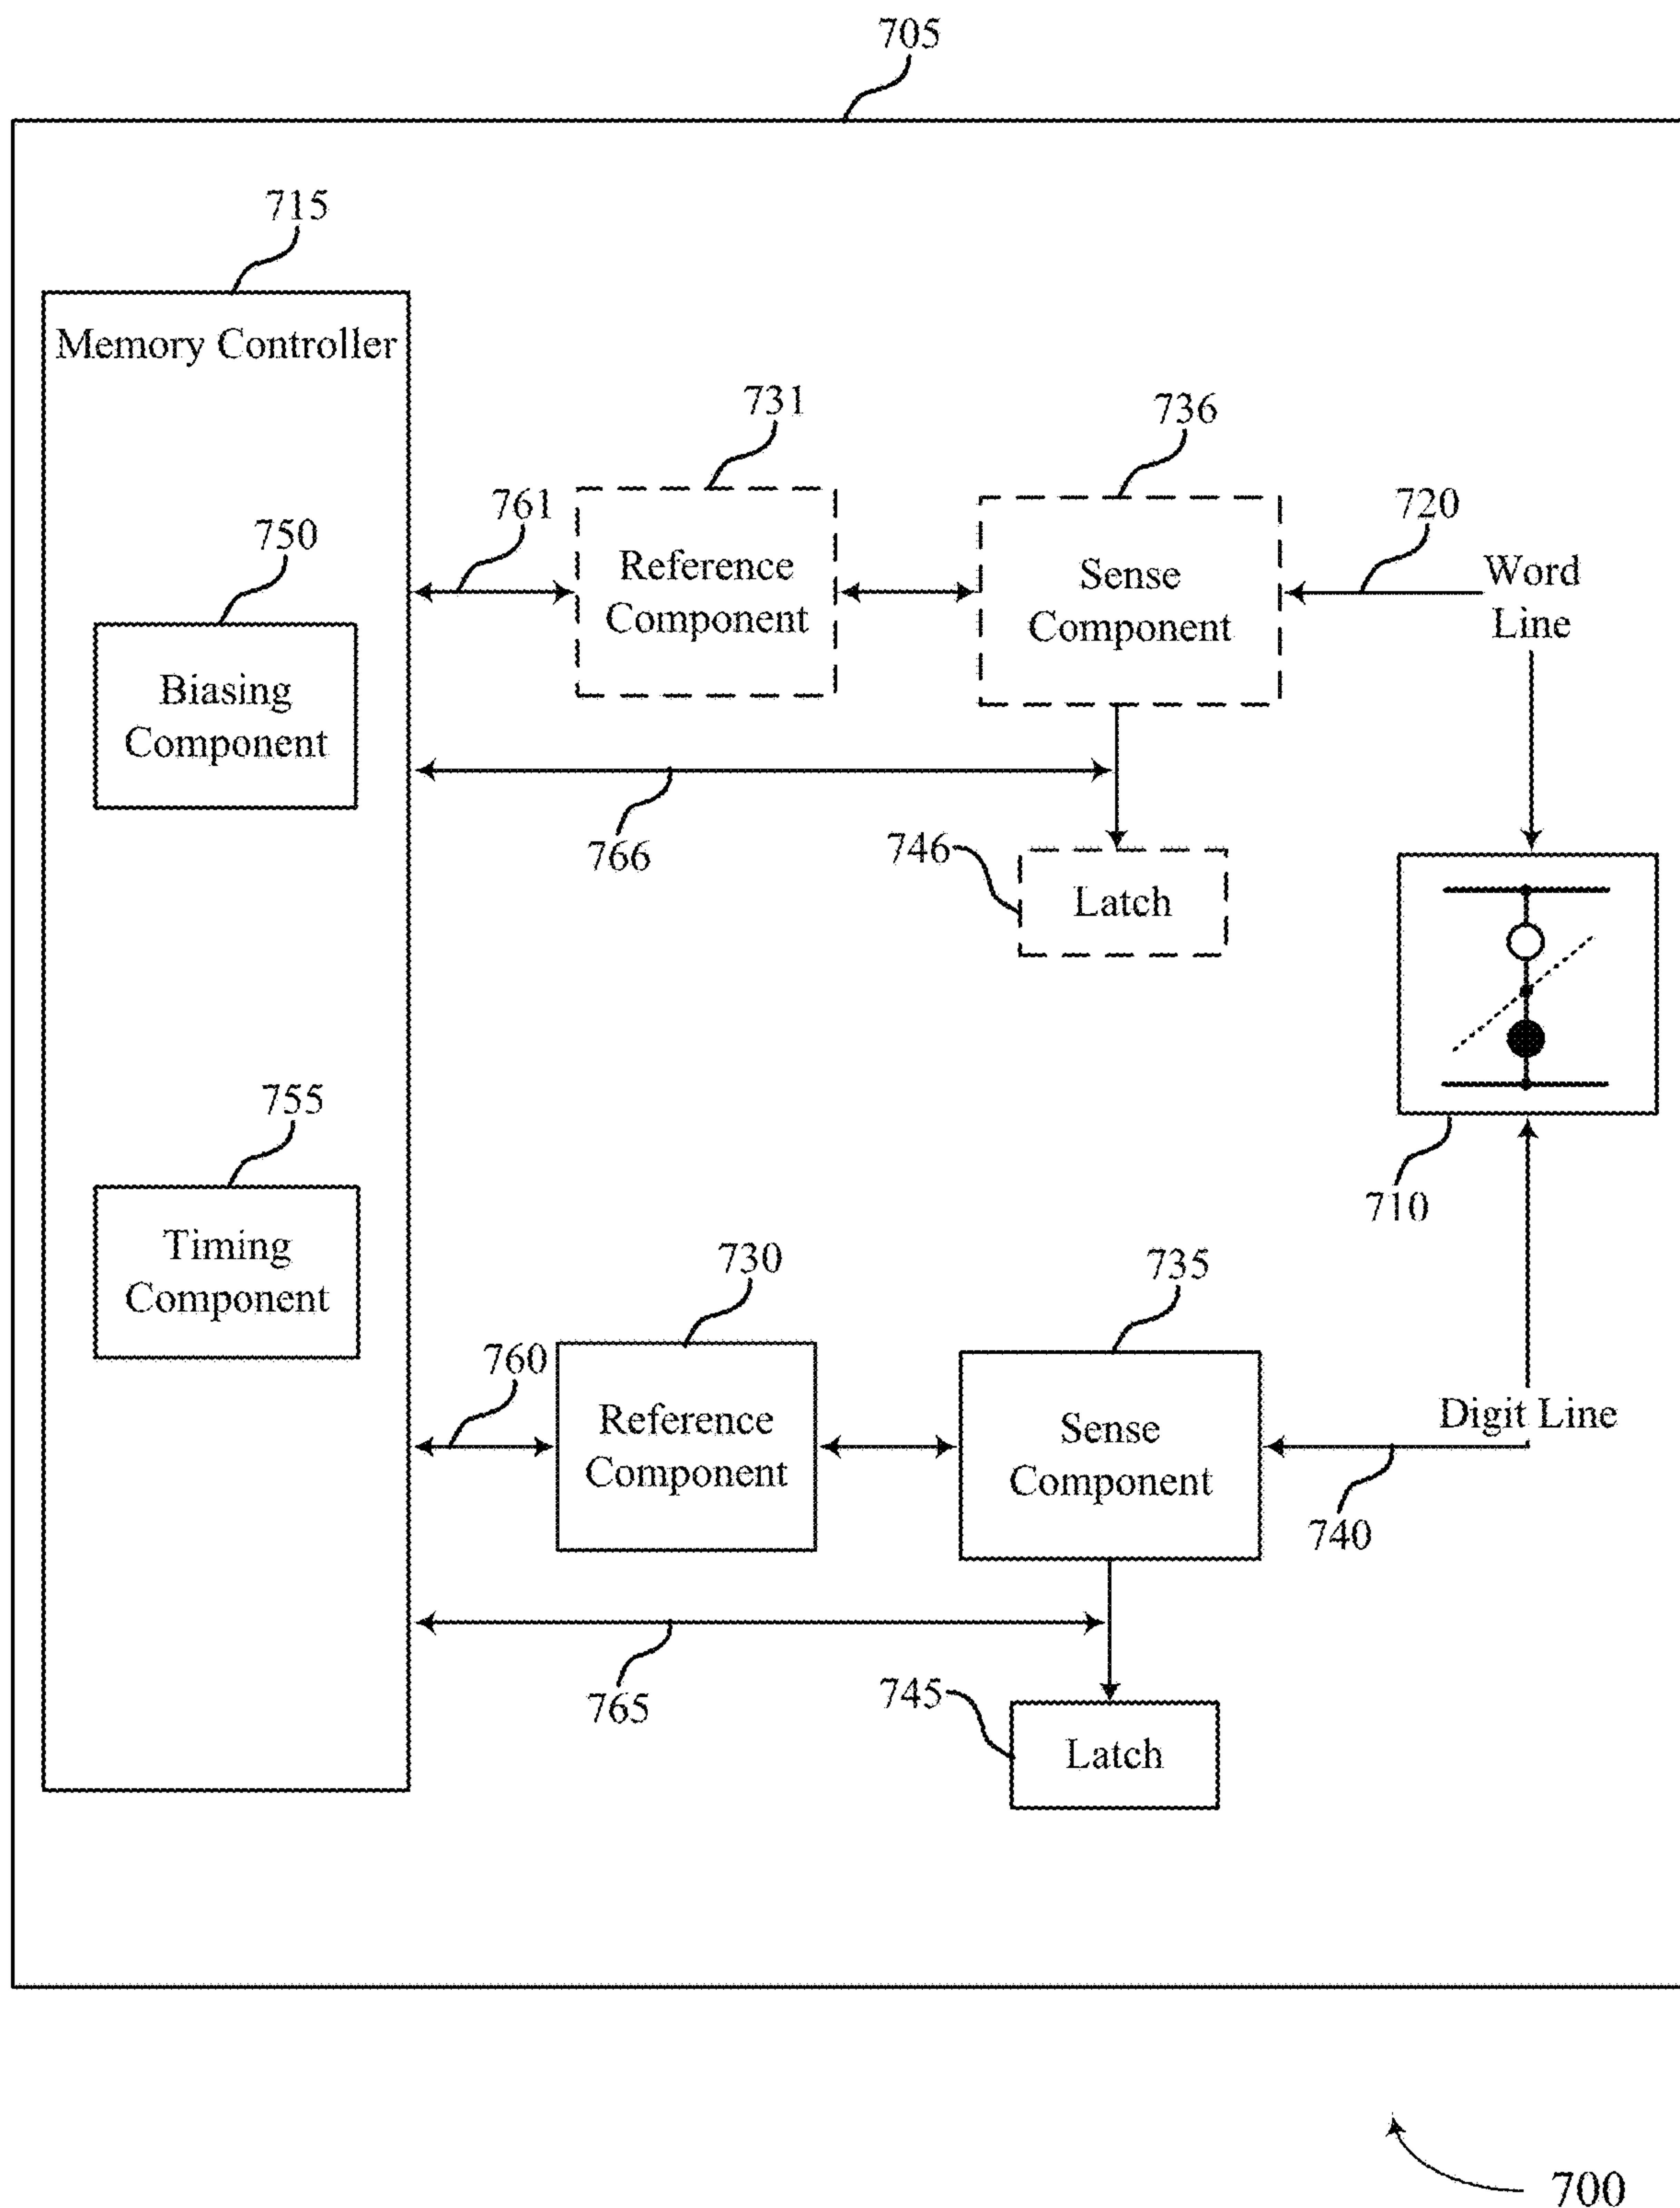 705
715
Memory Controller
731
736
761
720
750
Reference
Component
Sense
Component
Word
Line
Biasing
Component
766
746
Latch
755
710
Timing
Component
730
735
760
Reference
Component
Sense
Component
Digit Line
740
765
745
Latch
700